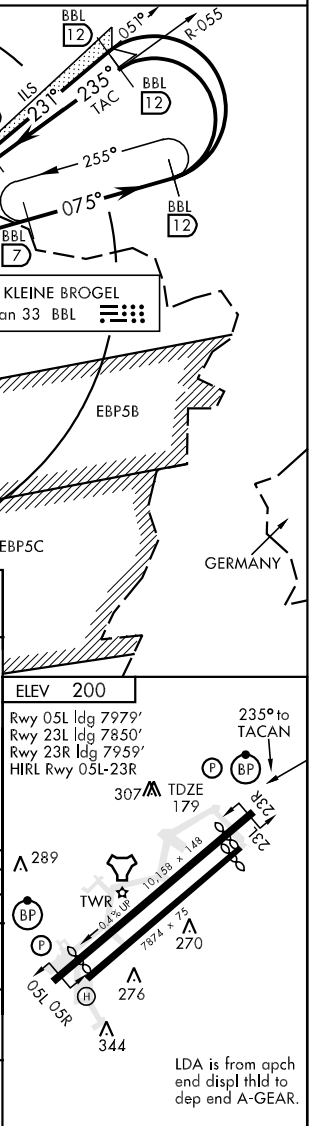 BBL
12
051°
R-055
ILS
231°
235°
TAC
BBL
12
255°
075°
BBL
12
BBL
7
KLEINE BROGEL
an 33 BBL
EBP5B
EBP5C
GERMANY
ELEV 200
Rwy 05L ldg 7979'
Rwy 23L ldg 7850'
Rwy 23R ldg 7959'
HIRL Rwy 05L-23R
235° to
TACAN
P
BP
307
TDZE
179
23R
23L
289
10,158 x 148
TWR
0.4% UP
BP
7874 x 75
270
P
05L
05R
H
276
344
LDA is from apch
end displ thld to
dep end A-GEAR.